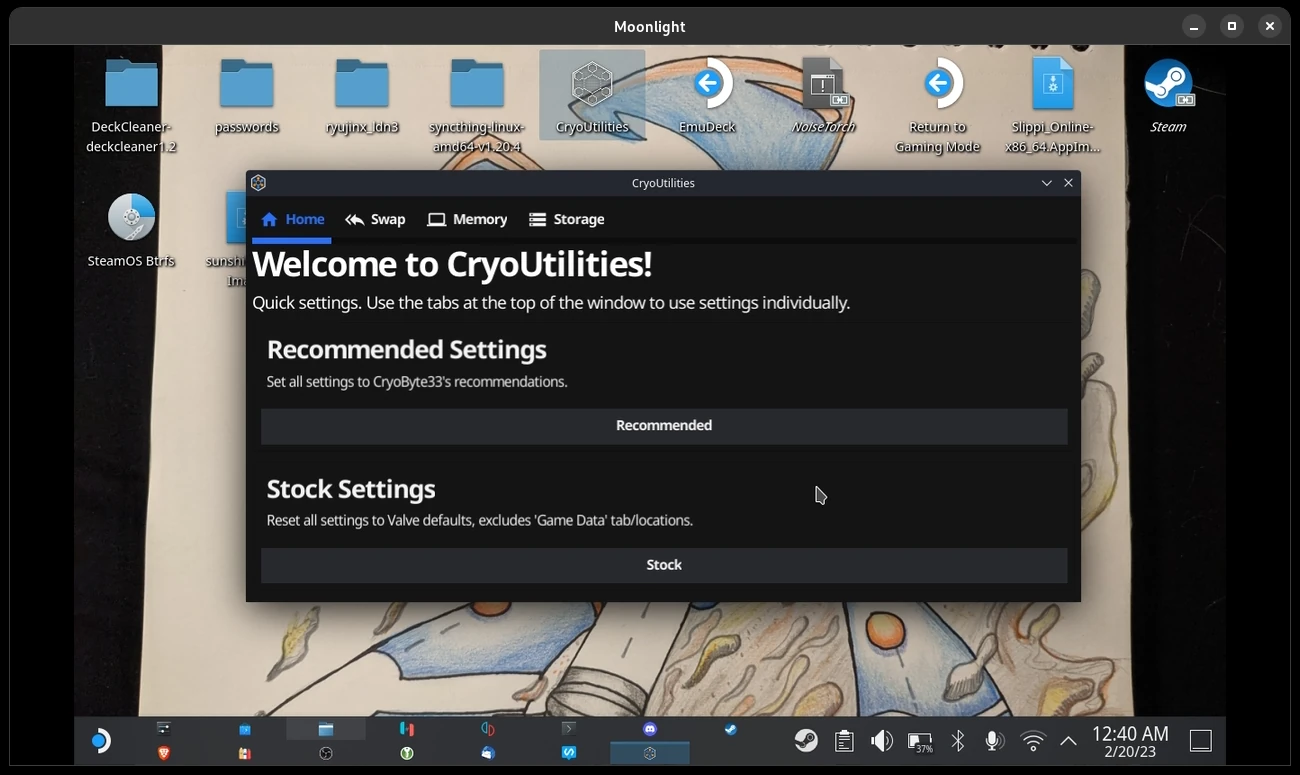 Moonlight
DeckCleaner-
deckcleaner1.2
passwords
ryujinx_ldn3
syncthing-linux-
amd64-v1.20.4
CryoUtilities
EmuDeck
NoiseTorch
Return to
Gaming Mode
Slippi_Online-
x86_64.AppIm...
Steam
SteamOS Btrfs
sunshi
Ima
CryoUtilities
Home
Swap
Memory
Storage
Welcome to CryoUtilities!
Quick settings. Use the tabs at the top of the window to use settings individually.
Recommended Settings
Set all settings to CryoByte33's recommendations.
Recommended
Stock Settings
Reset all settings to Valve defaults, excludes 'Game Data' tab/locations.
Stock
37%
12:40 AM
2/20/23